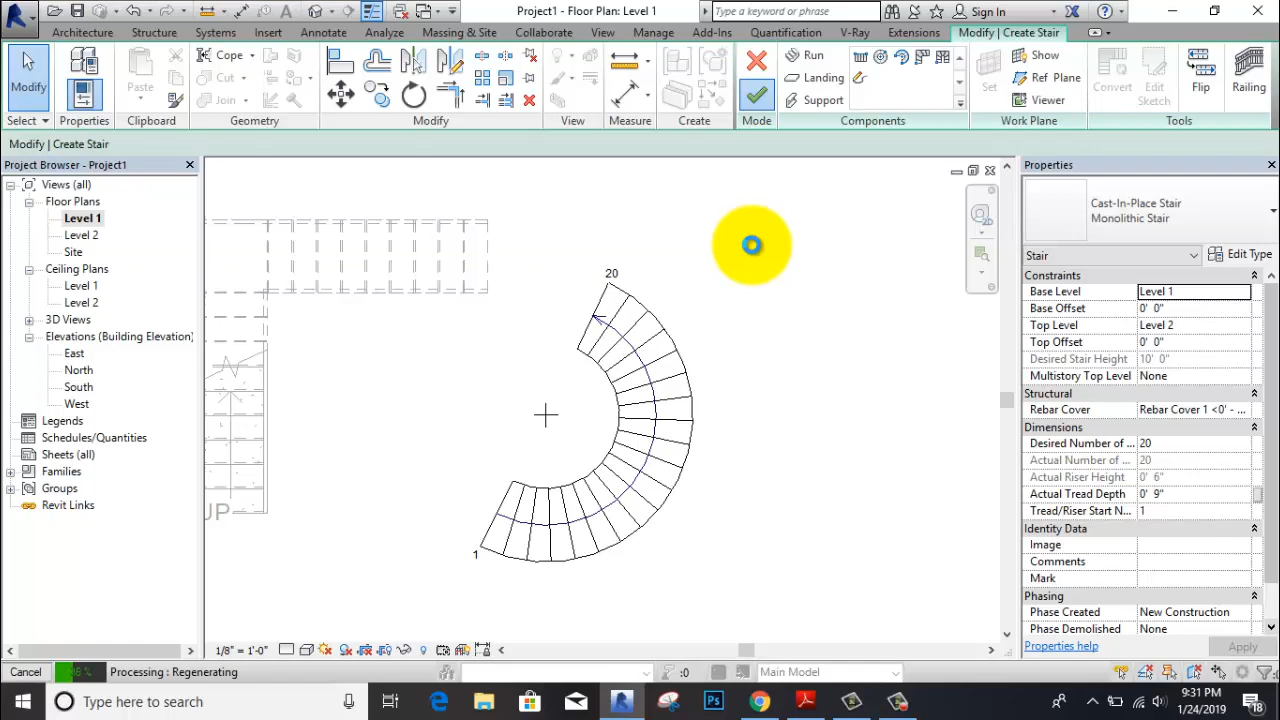 Project1 - Floor Plan: Level 1
Type a keyword or phrase
Sign In
Architecture
Structure
Systems
Insert
Annotate
Analyze
Massing & Site
Collaborate
View
Manage
Add-Ins
Quantification
V-Ray
Extensions
Modify | Create Stair
Modify
Select
Properties
Paste
Clipboard
Cope
Cut
Join
Geometry
Modify
View
Measure
Create
Mode
Run
Landing
Support
Components
Set
Show
Ref Plane
Viewer
Work Plane
Convert
Edit Sketch
Flip
Railing
Tools
Modify | Create Stair
Project Browser - Project1
Views (all)
Floor Plans
Level 1
Level 2
Site
Ceiling Plans
Level 1
Level 2
3D Views
Elevations (Building Elevation)
East
North
South
West
Legends
Schedules/Quantities
Sheets (all)
Families
Groups
Revit Links
20
1
UP
2D
Properties
Cast-In-Place Stair
Monolithic Stair
Stair
Edit Type
Constraints
Base Level Level 1
Base Offset 0' 0"
Top Level Level 2
Top Offset 0' 0"
Desired Stair Height 10' 0"
Multistory Top Level None
Structural
Rebar Cover Rebar Cover 1 <0' - ...
Dimensions
Desired Number of ... 20
Actual Number of ... 20
Actual Riser Height 0' 6"
Actual Tread Depth 0' 9"
Tread/Riser Start N... 1
Identity Data
Image
Comments
Mark
Phasing
Phase Created New Construction
Phase Demolished None
Properties help
Apply
1/8" = 1'-0"
Cancel
Processing : Regenerating
:0
Main Model
Type here to search
9:31 PM
1/24/2019
18